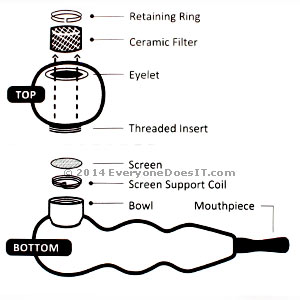 Retaining Ring
Ceramic Filter
Eyelet
TOP
Threaded Insert
Screen
© 2014 EveryoneDoesIT.com
Screen Support Coil
Bowl
Mouthpiece
BOTTOM